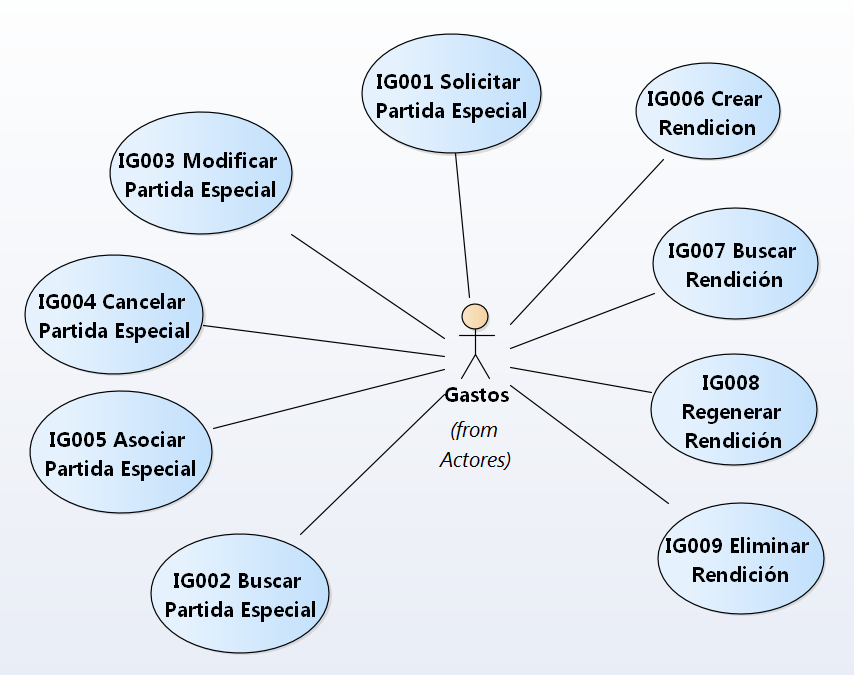 IG001 Solicitar
Partida Especial
IG006 Crear
Rendicion
IG003 Modificar
Partida Especial
IG007 Buscar
Rendición
IG004 Cancelar
Partida Especial
IG008
Regenerar
Rendición
Gastos
(from
Actores)
IG005 Asociar
Partida Especial
IG009 Eliminar
Rendición
IG002 Buscar
Partida Especial